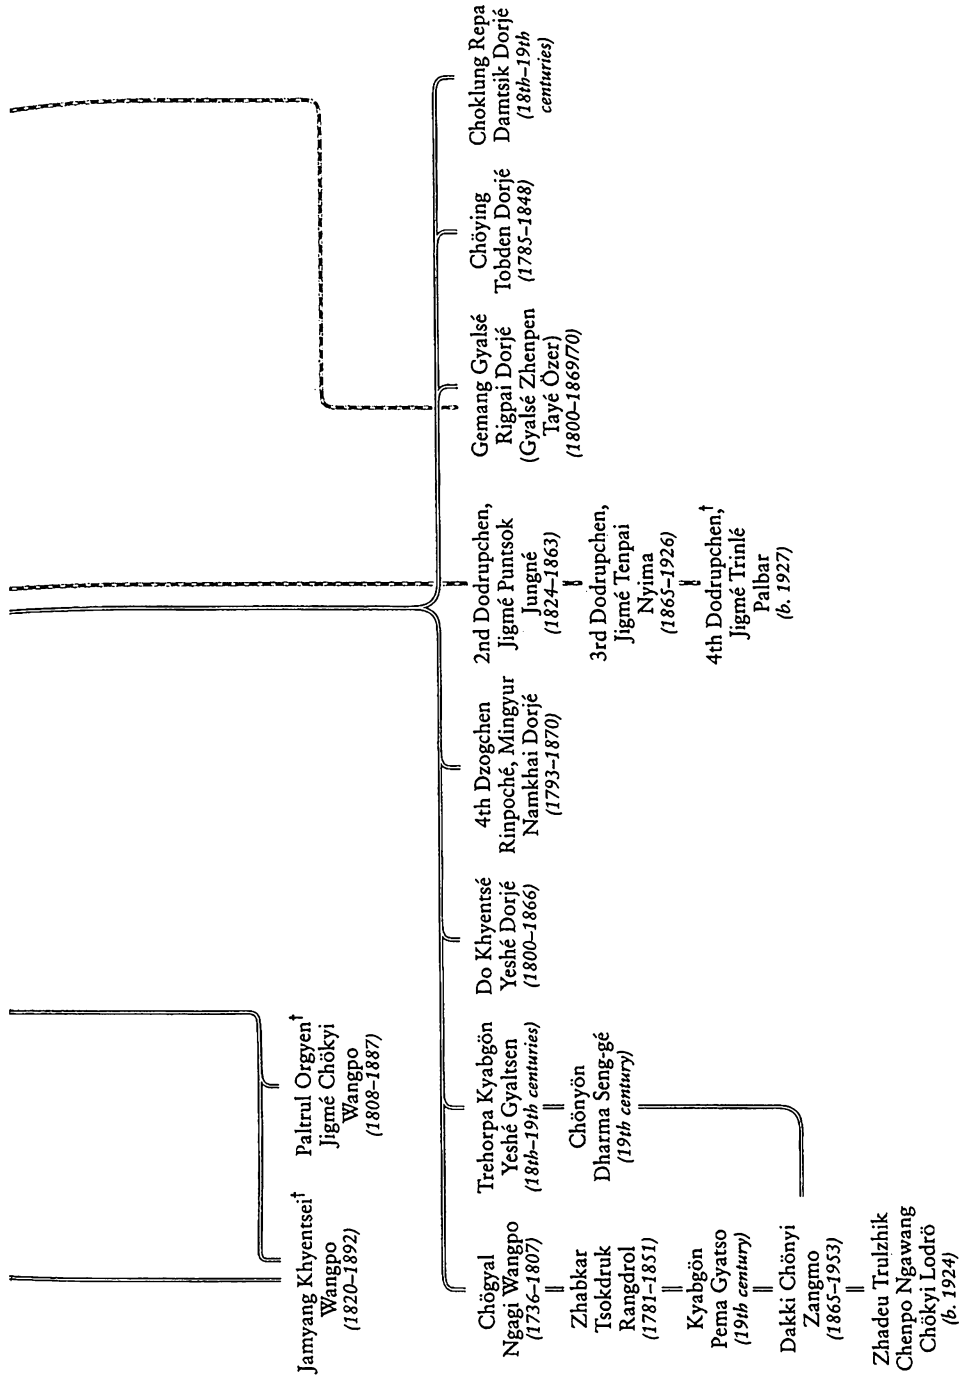 Jamyang Khyentsei†
Wangpo
(1820–1892)
Paltrul Orgyen†
Jigmé Chökyi
Wangpo
(1808–1887)
Chögyal
Ngagi Wangpo
(1736–1807)
Zhabkar
Tsokdruk
Rangdrol
(1781–1851)
Kyabgön
Pema Gyatso
(19th century)
Dakki Chönyi
Zangmo
(1865–1953)
Zhadeu Trulzhik
Chenpo Ngawang
Chökyi Lodrö
(b. 1924)
Trehorpa Kyabgön
Yeshé Gyaltsen
(18th–19th centuries)
Chönyön
Dharma Seng-gé
(19th century)
Do Khyentsé
Yeshé Dorjé
(1800–1866)
4th Dzogchen
Rinpoché, Mingyur
Namkhai Dorjé
(1793–1870)
2nd Dodrupchen,
Jigmé Puntsok
Jungné
(1824–1863)
3rd Dodrupchen,
Jigmé Tenpai
Nyima
(1865–1926)
4th Dodrupchen,†
Jigmé Trinlé
Palbar
(b. 1927)
Gemang Gyalsé
Rigpai Dorjé
(Gyalsé Zhenpen
Tayé Özer)
(1800–1869/70)
Chöying
Tobden Dorjé
(1785–1848)
Choklung Repa
Damtsik Dorjé
(18th–19th
centuries)